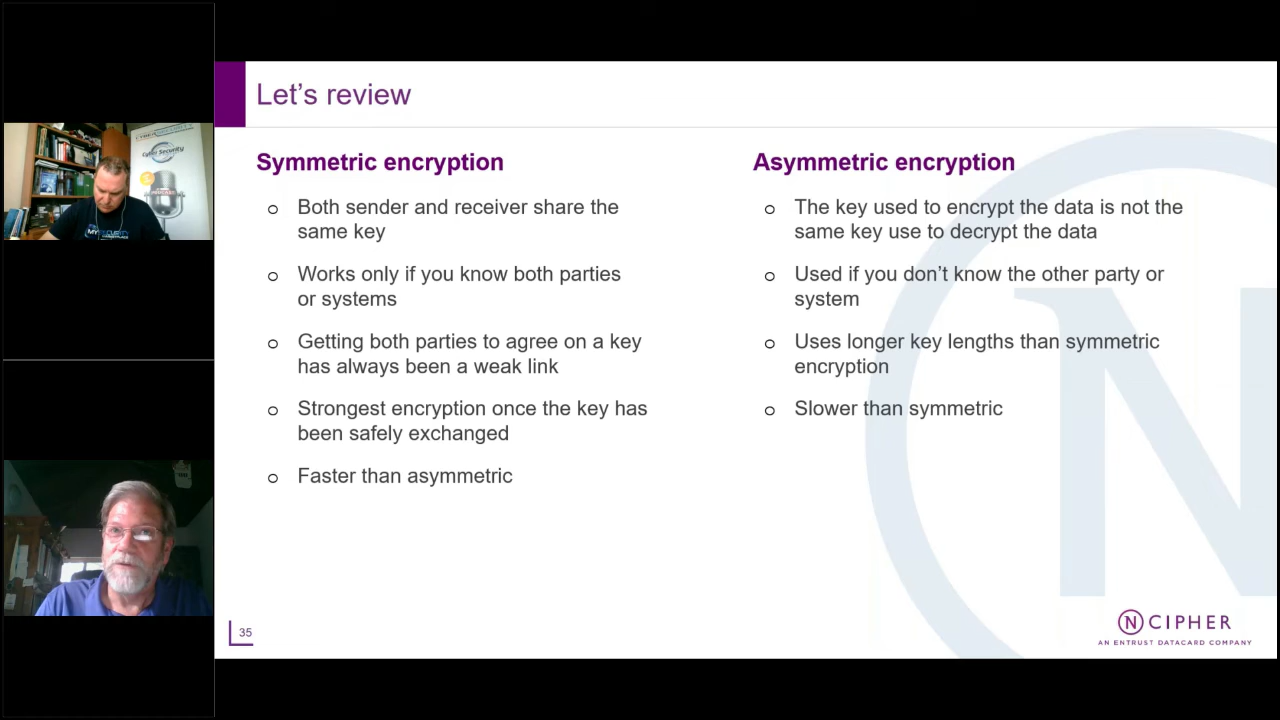 Let's review
Symmetric encryption
o Both sender and receiver share the
same key
o Works only if you know both parties
or systems
o Getting both parties to agree on a key
has always been a weak link
o Strongest encryption once the key has
been safely exchanged
o Faster than asymmetric
Asymmetric encryption
o The key used to encrypt the data is not the
same key use to decrypt the data
o Used if you don't know the other party or
system
o Uses longer key lengths than symmetric
encryption
o Slower than symmetric
35
N CIPHER
AN ENTRUST DATACARD COMPANY
Cyber Security